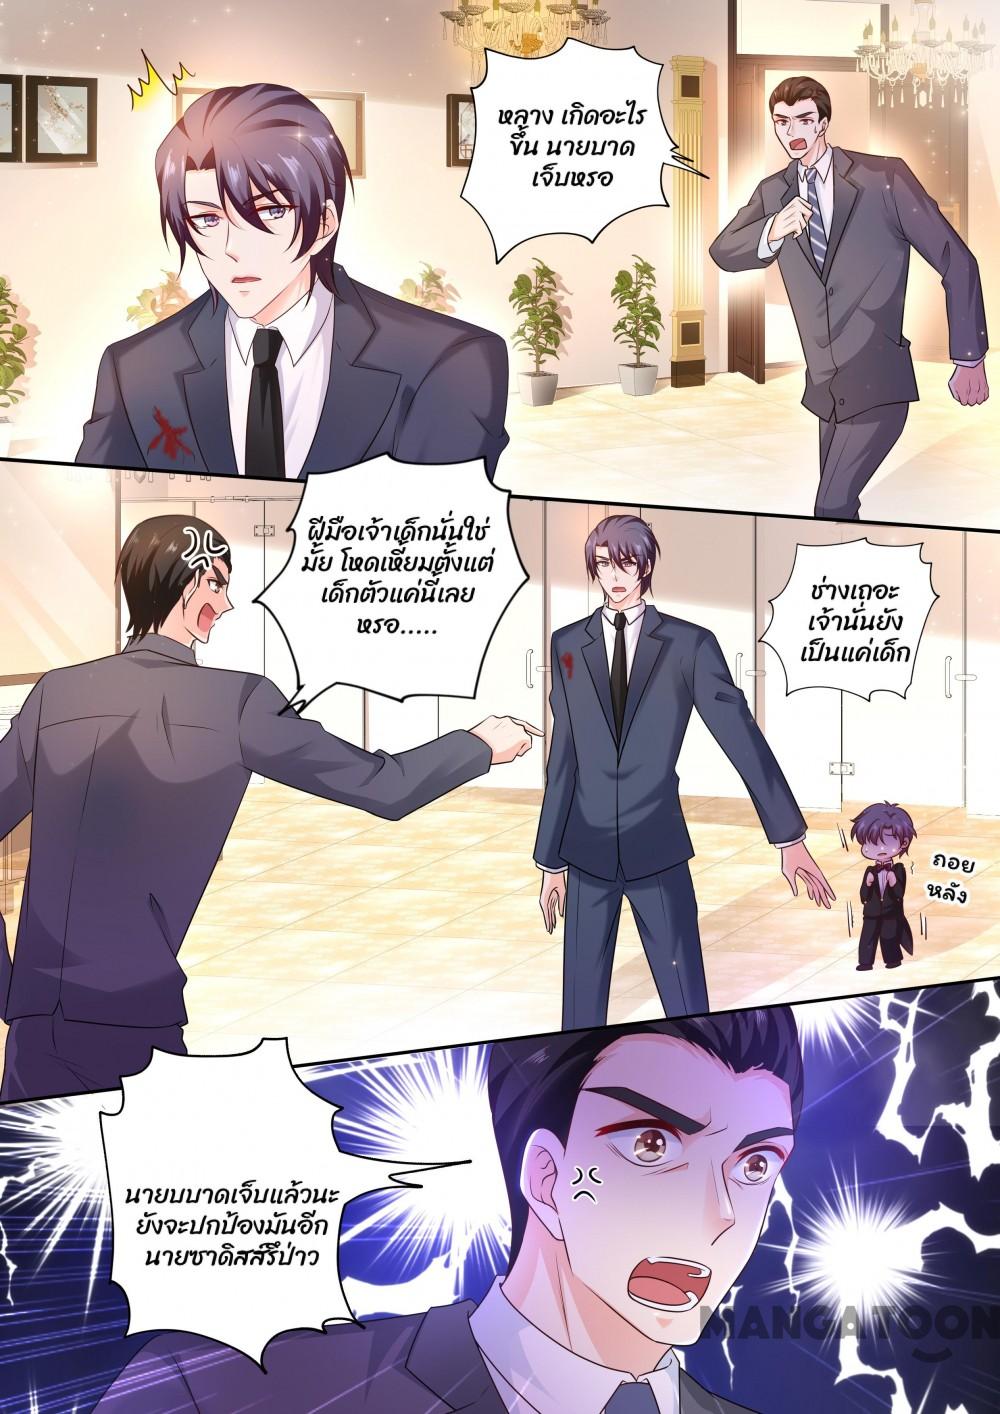 หลาง เกิดอะไร
ขึ้น นายบาด
เจ็บหรอ
ฝีมือเจ้าเด็กนั่นใช่
มั้ย โหดเหี้ยมตั้งแต่
เด็กตัวแค่นี้เลย
หรอ.....
ช่างเถอะ
เจ้านั่นยัง
เป็นแค่เด็ก
ถอย
หลัง
นายบบาดเจ็บแล้วนะ
ยังจะปกป้องมันอีก
นายซาดิสส์รึป่าว
MANGATOON